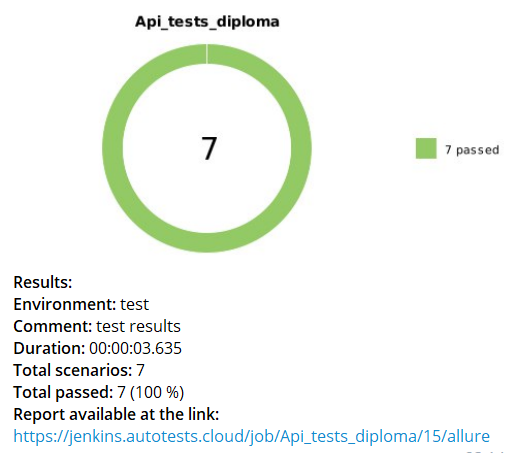 Api_tests_diploma
7
7 passed
Results:
Environment: test
Comment: test results
Duration: 00:00:03.635
Total scenarios: 7
Total passed: 7 (100 %)
Report available at the link:
https://jenkins.autotests.cloud/job/Api_tests_diploma/15/allure